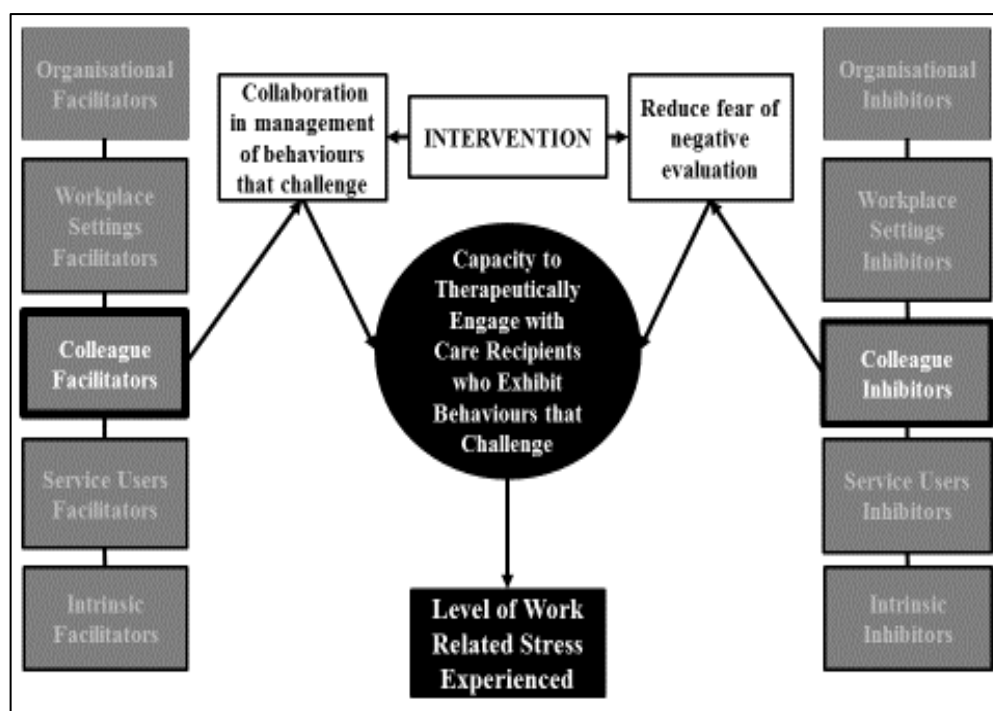 Organisational
Facilitators
Workplace
Settings
Facilitators
Colleague
Facilitators
Service Users
Facilitators
Intrinsic
Facilitators
Collaboration
in management
of behaviours
that challenge
INTERVENTION
Reduce fear of
negative
evaluation
Capacity to
Therapeutically
Engage with
Care Recipients
who Exhibit
Behaviours that
Challenge
Level of Work
Related Stress
Experienced
Organisational
Inhibitors
Workplace
Settings
Inhibitors
Colleague
Inhibitors
Service Users
Inhibitors
Intrinsic
Inhibitors